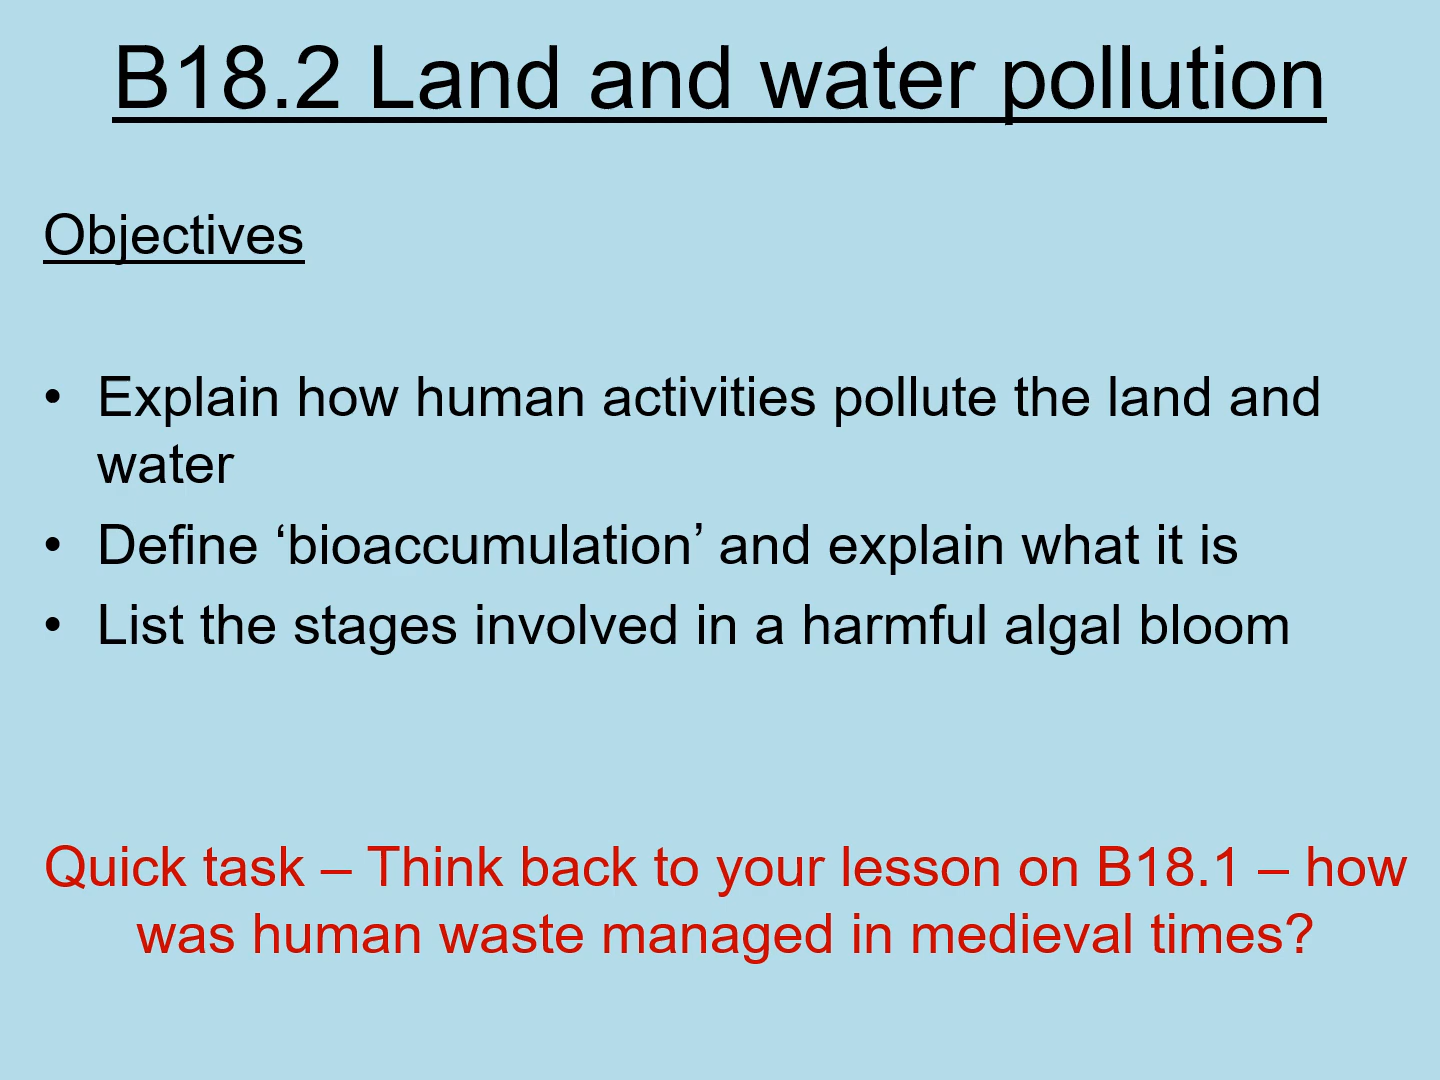 B18.2 Land and water pollution
Objectives
• Explain how human activities pollute the land and
water
• Define ‘bioaccumulation’ and explain what it is
• List the stages involved in a harmful algal bloom
Quick task – Think back to your lesson on B18.1 – how
was human waste managed in medieval times?